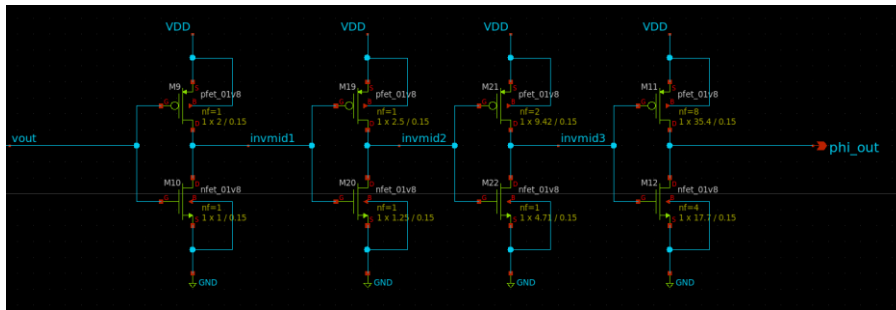 VDD VDD VDD VDD
M9 S M19 S M21 S M11 S
pfet_01v8 pfet_01v8 pfet_01v8 pfet_01v8
G B G B G B G B
nf=1 nf=1 nf=2 nf=8
1 x 2 / 0.15 1 x 2.5 / 0.15 1 x 9.42 / 0.15 1 x 35.4 / 0.15
D D D D
vout invmid1 invmid2 invmid3 phi_out
D D D D
M10 M20 M22 M12
nfet_01v8 nfet_01v8 nfet_01v8 nfet_01v8
G B G B G B G B
nf=1 nf=1 nf=1 nf=4
1 x 1 / 0.15 1 x 1.25 / 0.15 1 x 4.71 / 0.15 1 x 17.7 / 0.15
S S S S
GND GND GND GND